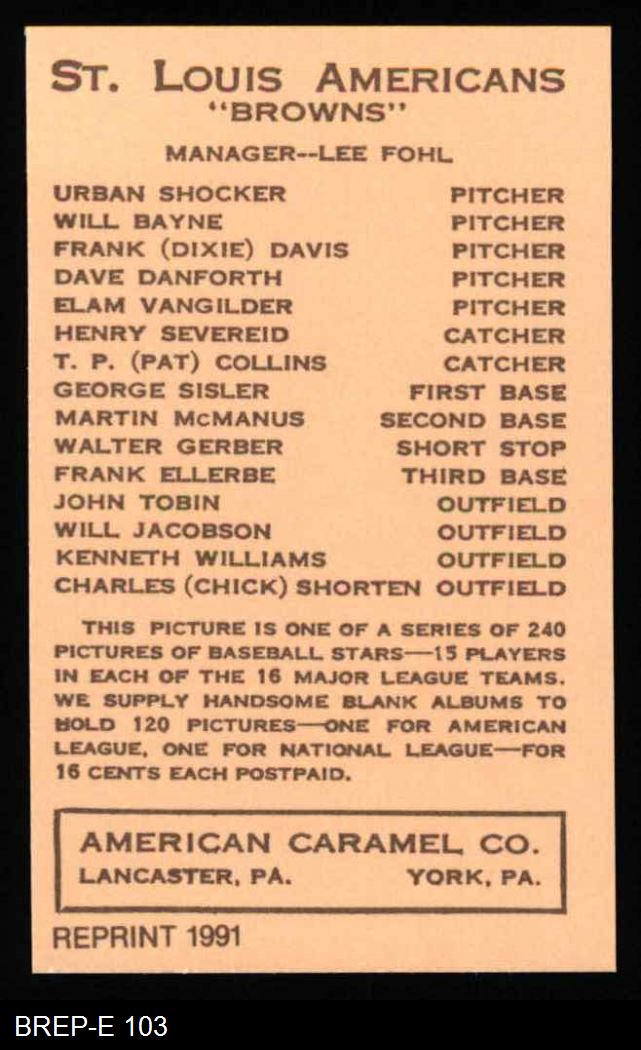 ST. LOUIS AMERICANS
"BROWNS"
MANAGER--LEE FOHL
URBAN SHOCKER PITCHER
WILL BAYNE PITCHER
FRANK (DIXIE) DAVIS PITCHER
DAVE DANFORTH PITCHER
ELAM VANGILDER PITCHER
HENRY SEVEREID CATCHER
T. P. (PAT) COLLINS CATCHER
GEORGE SISLER FIRST BASE
MARTIN McMANUS SECOND BASE
WALTER GERBER SHORT STOP
FRANK ELLERBE THIRD BASE
JOHN TOBIN OUTFIELD
WILL JACOBSON OUTFIELD
KENNETH WILLIAMS OUTFIELD
CHARLES (CHICK) SHORTEN OUTFIELD
THIS PICTURE IS ONE OF A SERIES OF 240
PICTURES OF BASEBALL STARS—15 PLAYERS
IN EACH OF THE 16 MAJOR LEAGUE TEAMS.
WE SUPPLY HANDSOME BLANK ALBUMS TO
HOLD 120 PICTURES—ONE FOR AMERICAN
LEAGUE, ONE FOR NATIONAL LEAGUE—FOR
16 CENTS EACH POSTPAID.
AMERICAN CARAMEL CO.
LANCASTER, PA. YORK, PA.
REPRINT 1991
BREP-E 103